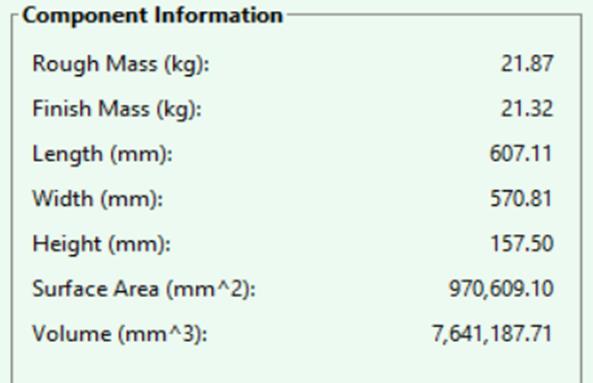 Component Information
Rough Mass (kg): 21.87
Finish Mass (kg): 21.32
Length (mm): 607.11
Width (mm): 570.81
Height (mm): 157.50
Surface Area (mm^2): 970,609.10
Volume (mm^3): 7,641,187.71